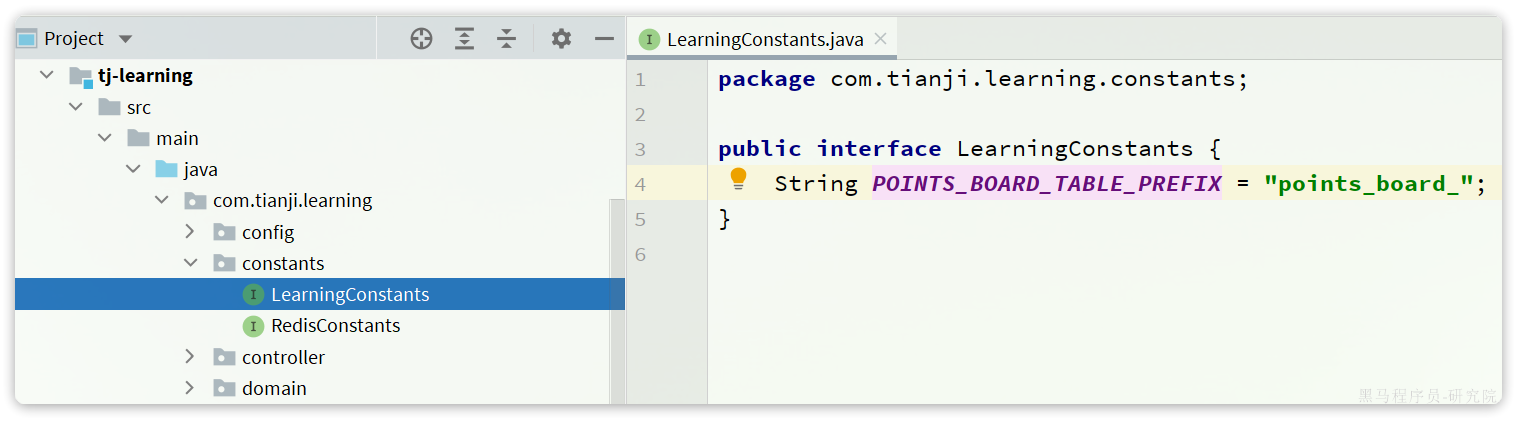 Project
tj-learning
src
main
java
com.tianji.learning
config
constants
LearningConstants
RedisConstants
controller
domain
LearningConstants.java
1 package com.tianji.learning.constants;
2
3 public interface LearningConstants {
4 String POINTS_BOARD_TABLE_PREFIX = "points_board_";
5 }
6
黑马程序员-研究院